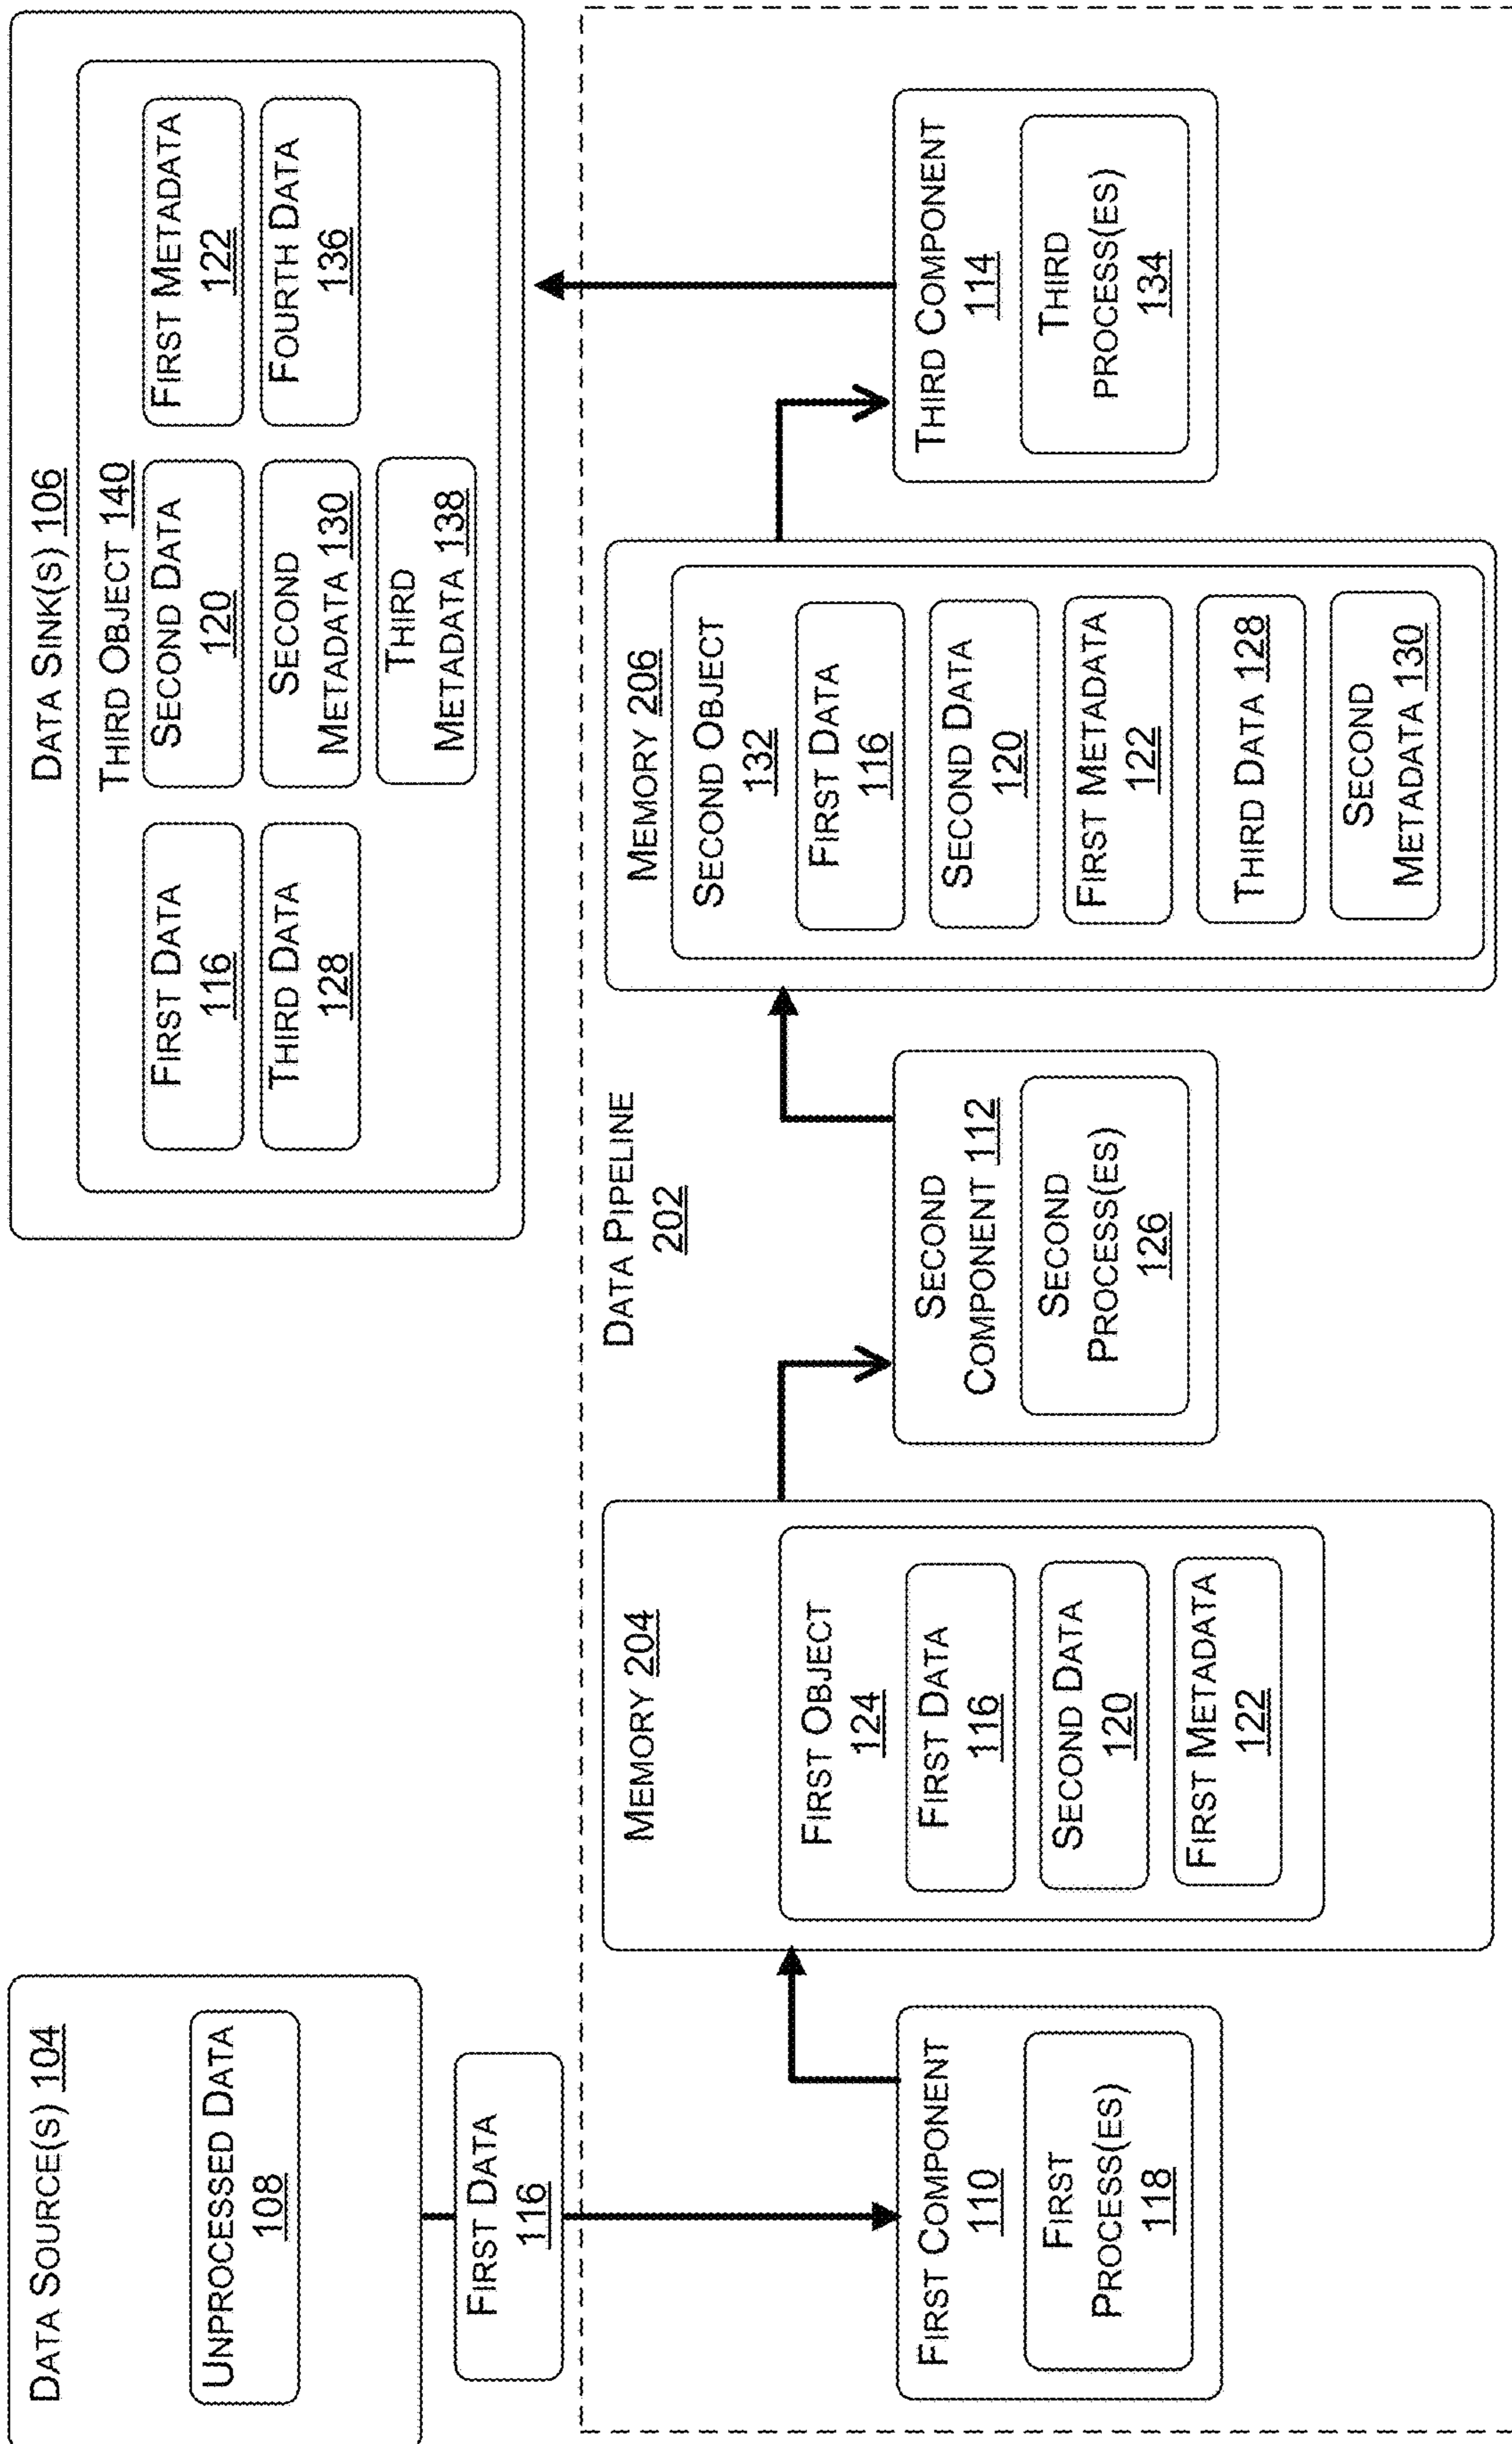 DATA SOURCE(S) 104
UNPROCESSED DATA
108
FIRST DATA
116
DATA SINK(S) 106
THIRD OBJECT 140
FIRST DATA
116
SECOND DATA
120
FIRST METADATA
122
THIRD DATA
128
SECOND
METADATA 130
FOURTH DATA
136
THIRD
METADATA 138
DATA PIPELINE
202
FIRST COMPONENT
110
FIRST
PROCESS(ES)
118
MEMORY 204
FIRST OBJECT
124
FIRST DATA
116
SECOND DATA
120
FIRST METADATA
122
SECOND
COMPONENT 112
SECOND
PROCESS(ES)
126
MEMORY 206
SECOND OBJECT
132
FIRST DATA
116
SECOND DATA
120
FIRST METADATA
122
THIRD DATA 128
SECOND
METADATA 130
THIRD COMPONENT
114
THIRD
PROCESS(ES)
134